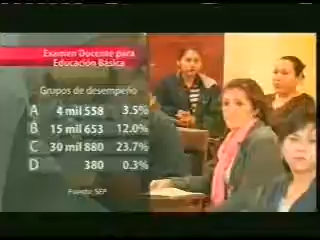 Examen Docente para
Educación Básica
Grupos de desempeño
A 4 mil 558 3.5%
B 15 mil 653 12.0%
C 30 mil 880 23.7%
D 380 0.3%
Fuente: SEP